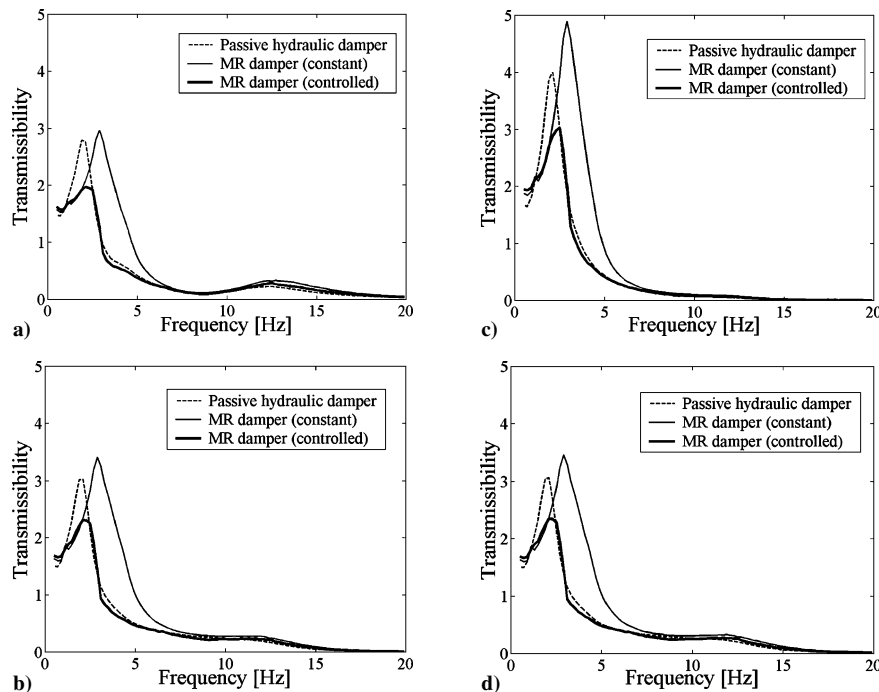 5
4
3
2
1
0
Transmissibility
Passive hydraulic damper
MR damper (constant)
MR damper (controlled)
0 5 10 15 20
Frequency [Hz]
a)
5
4
3
2
1
0
Transmissibility
Passive hydraulic damper
MR damper (constant)
MR damper (controlled)
0 5 10 15 20
Frequency [Hz]
c)
5
4
3
2
1
0
Transmissibility
Passive hydraulic damper
MR damper (constant)
MR damper (controlled)
0 5 10 15 20
Frequency [Hz]
b)
5
4
3
2
1
0
Transmissibility
Passive hydraulic damper
MR damper (constant)
MR damper (controlled)
0 5 10 15 20
Frequency [Hz]
d)